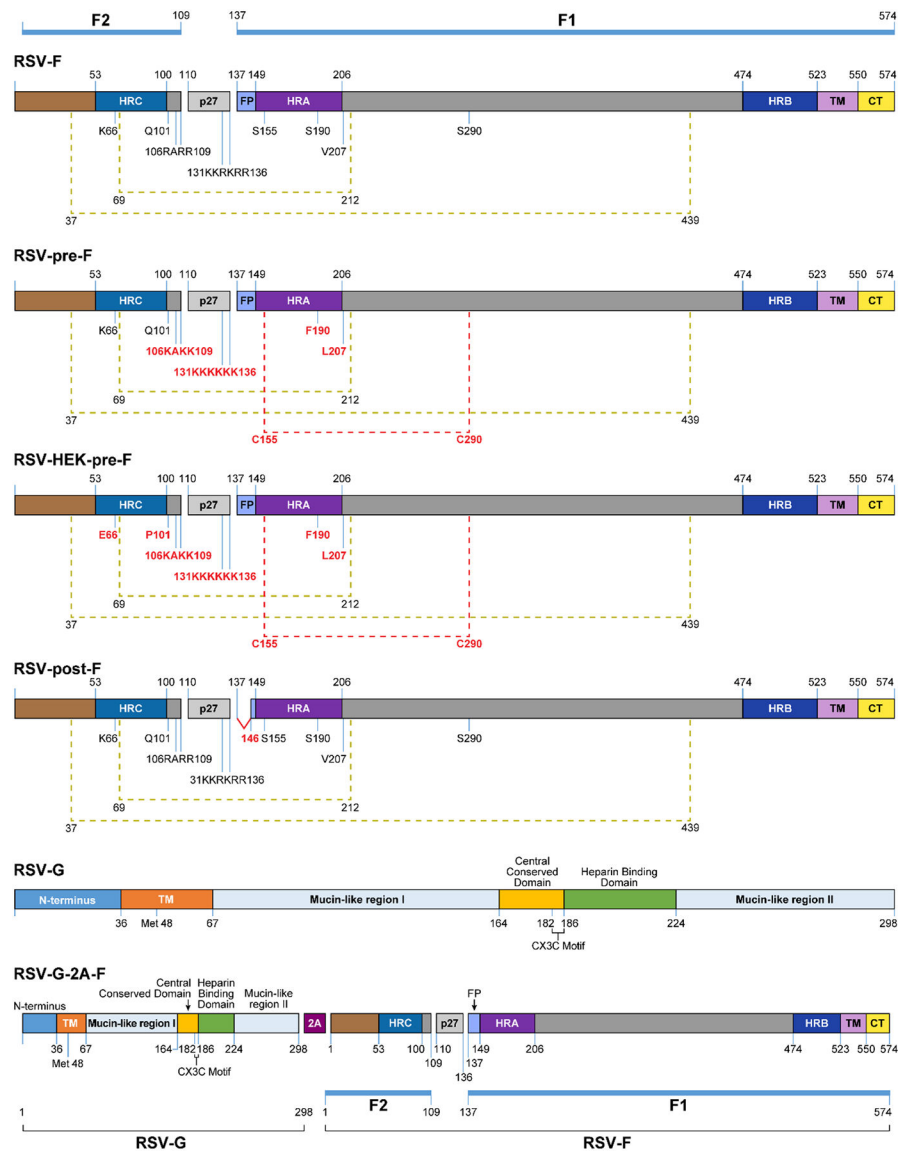 F2 109 137 F1 574
RSV-F
53 100 110 137 149 206 474 523 550 574
HRC p27 FP HRA HRB TM CT
K66 Q101 S155 S190 S290
106RARR109 V207
131KKRKRR136
69 212
37 439
RSV-pre-F
53 100 110 137 149 206 474 523 550 574
HRC p27 FP HRA HRB TM CT
K66 Q101 F190
106KAKK109 L207
131KKKKKK136
69 212
37 439
C155 C290
RSV-HEK-pre-F
53 100 110 137 149 206 474 523 550 574
HRC p27 FP HRA HRB TM CT
E66 P101 F190
106KAKK109 L207
131KKKKKK136
69 212
37 439
C155 C290
RSV-post-F
53 100 110 137 149 206 474 523 550 574
HRC p27 HRA HRB TM CT
K66 Q101 146 S155 S190 S290
106RARR109 V207
31KKRKRR136
69 212
37 439
RSV-G
Central
Conserved
Domain
Heparin Binding
Domain
N-terminus TM Mucin-like region I Mucin-like region II
36 Met 48 67 164 182 186 224 298
CX3C Motif
RSV-G-2A-F
N-terminus
Central
Conserved Domain
Heparin
Binding
Domain
Mucin-like
region II
FP
TM Mucin-like region I 2A HRC p27 HRA HRB TM CT
36 67 164 182 186 224 298 1 53 100 110 149 206 474 523 550 574
Met 48 CX3C Motif 109 137
136
F2 F1
1 298 1 109 137 574
RSV-G RSV-F